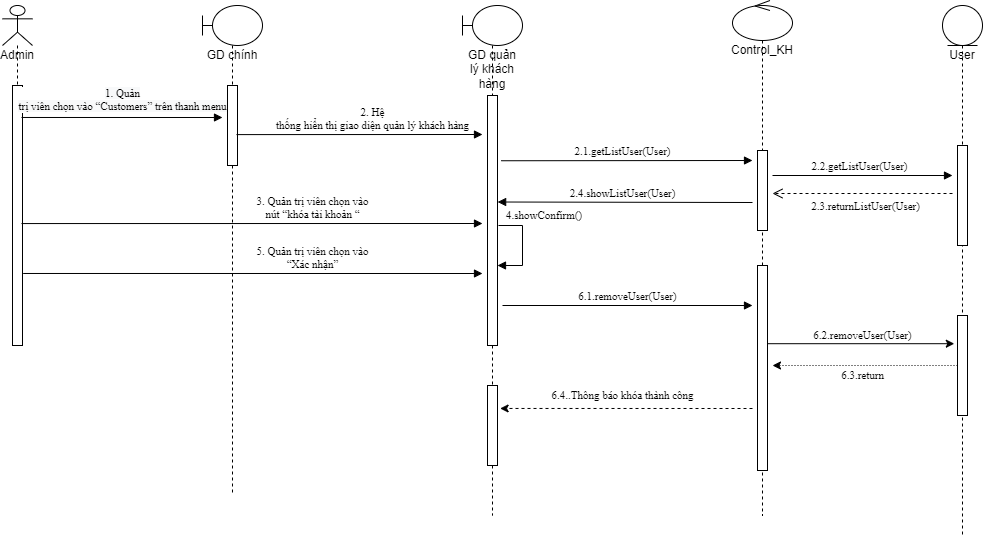 Admin
GD chính
GD quản
lý khách
hàng
Control_KH
User
1. Quản
trị viên chọn vào “Customers” trên thanh menu
2. Hệ
thống hiển thị giao diện quản lý khách hàng
2.1.getListUser(User)
2.2.getListUser(User)
2.4.showListUser(User)
2.3.returnListUser(User)
3. Quản trị viên chọn vào
nút “khóa tài khoản “
4.showConfirm()
5. Quản trị viên chọn vào
“Xác nhận”
6.1.removeUser(User)
6.2.removeUser(User)
6.3.return
6.4..Thông báo khóa thành công